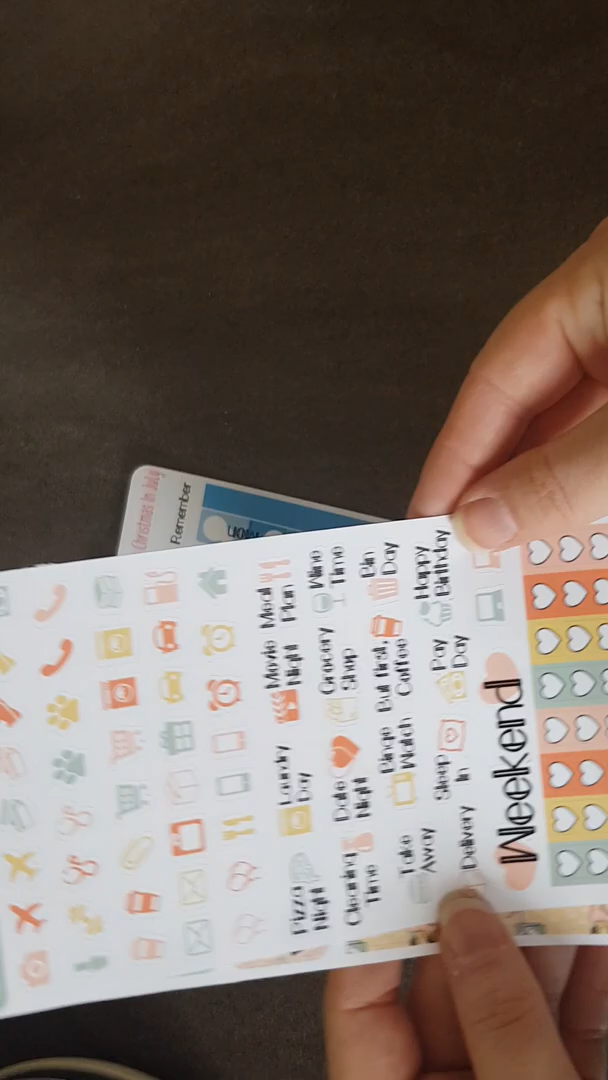 Christmas In July
Remember
Pizza
Night
Laundry
Day
Movie
Night
Meal
Plan
Cleaning
Time
Date
Night
Grocery
Shop
Wine
Time
Take
Away
Binge
Watch
But first,
Coffee
Bin
Day
Delivery
Sleep
In
Pay
Day
Happy
Birthday
Weekend